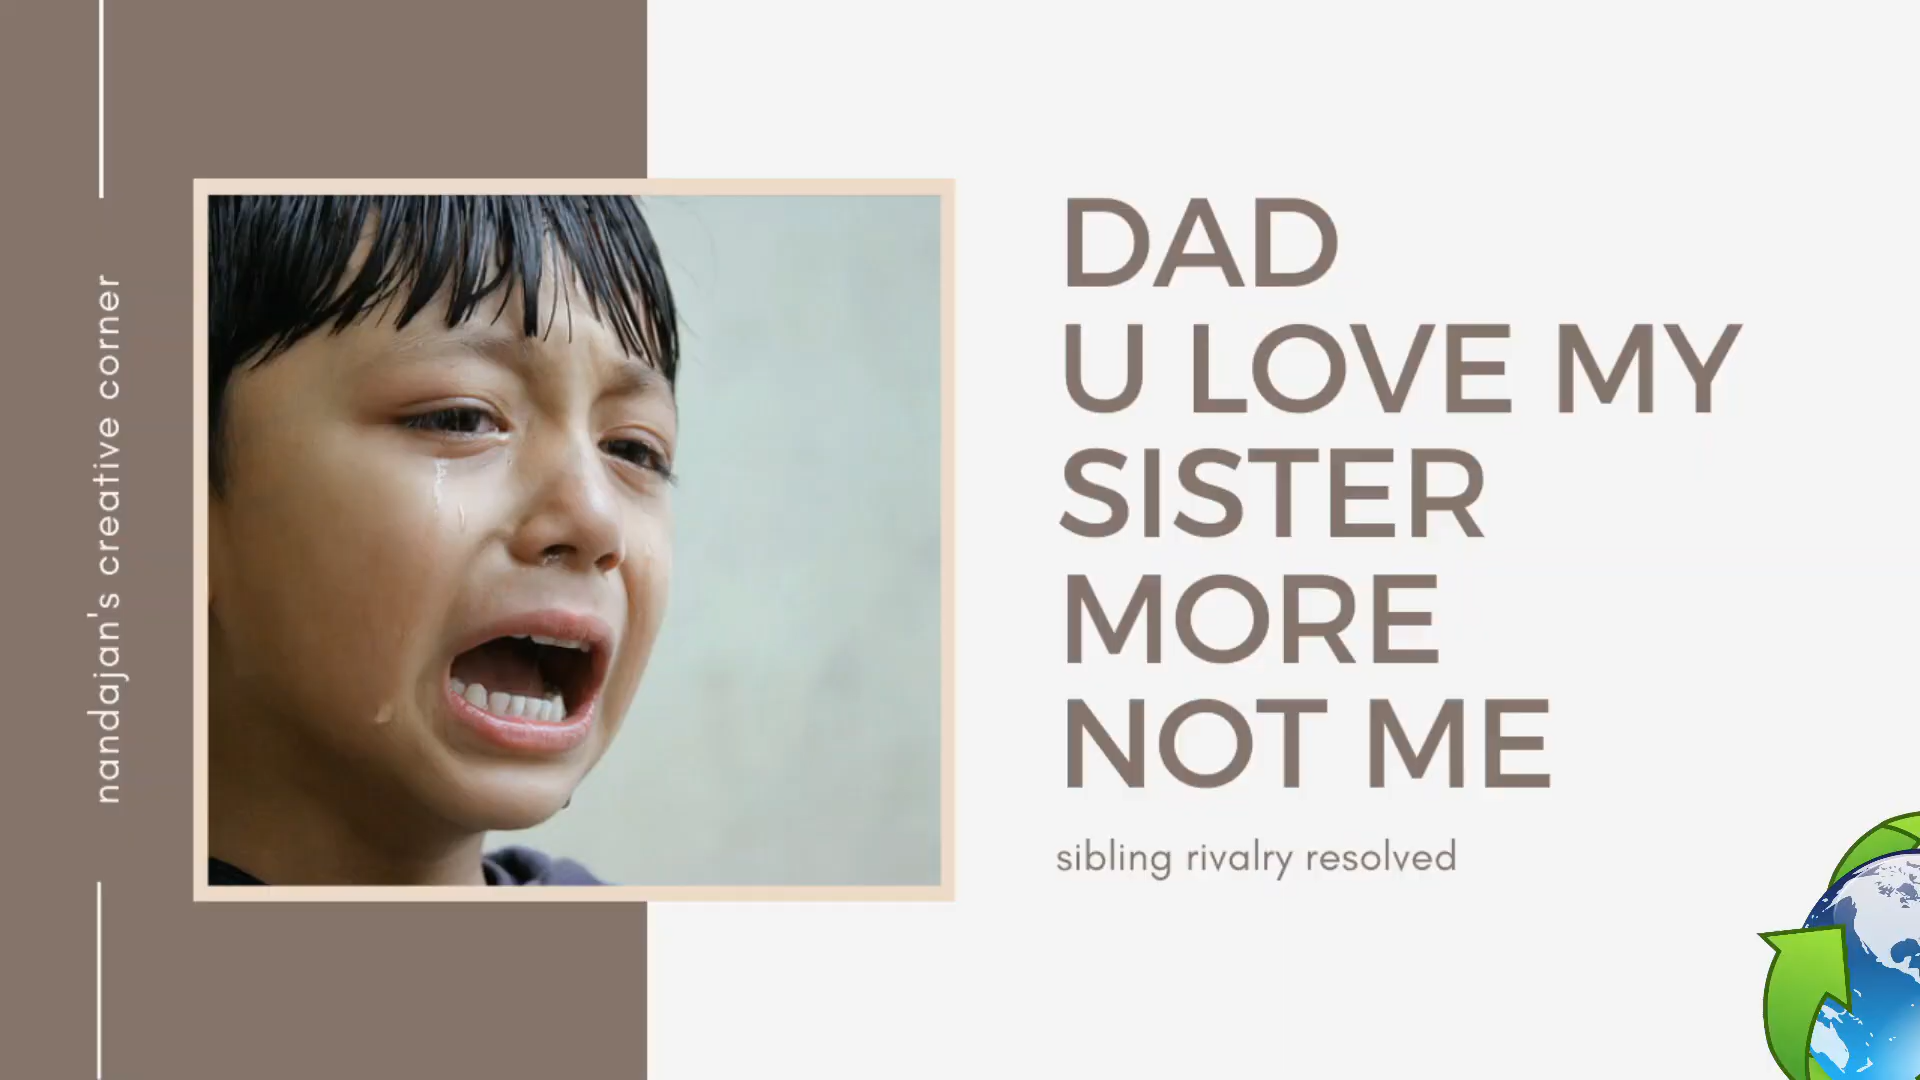 nandajan's creative corner
DAD
U LOVE MY
SISTER
MORE
NOT ME
sibling rivalry resolved